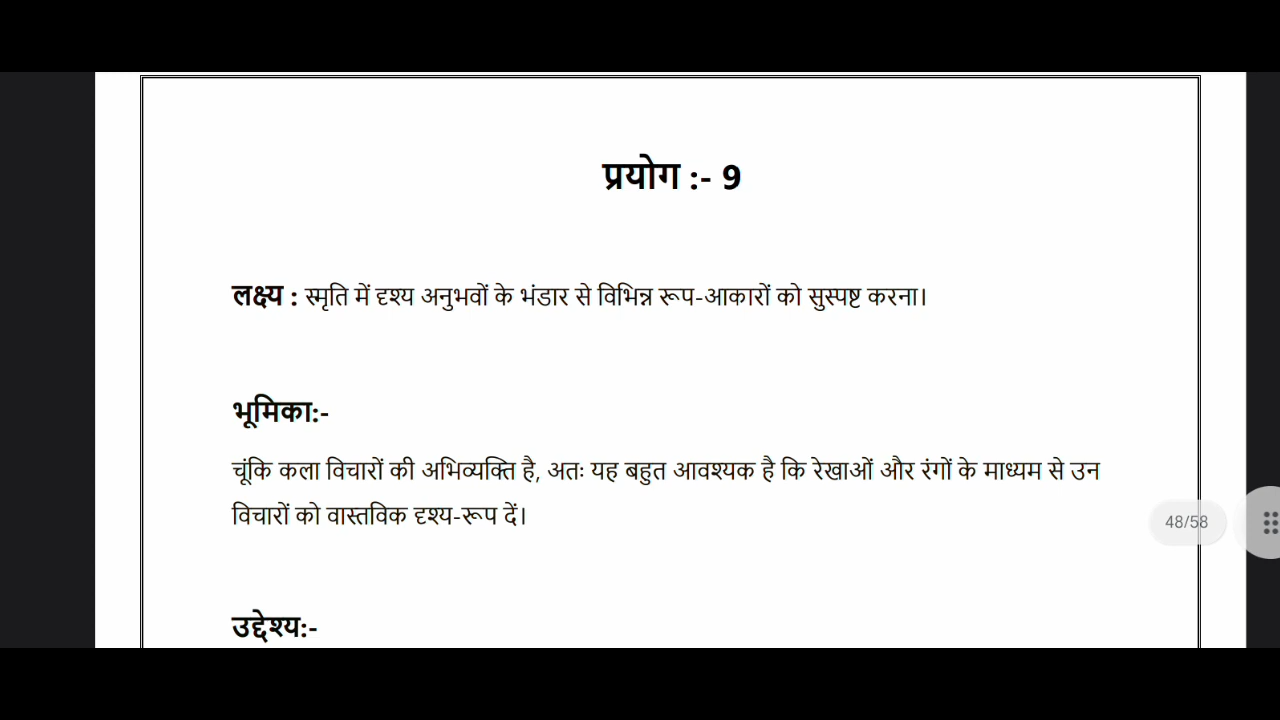 प्रयोग :- 9
लक्ष्य : स्मृति में दृश्य अनुभवों के भंडार से विभिन्न रूप-आकारों को सुस्पष्ट करना।
भूमिका:-
चूंकि कला विचारों की अभिव्यक्ति है, अतः यह बहुत आवश्यक है कि रेखाओं और रंगों के माध्यम से उन
विचारों को वास्तविक दृश्य-रूप दें।
48/58
उद्देश्य:-